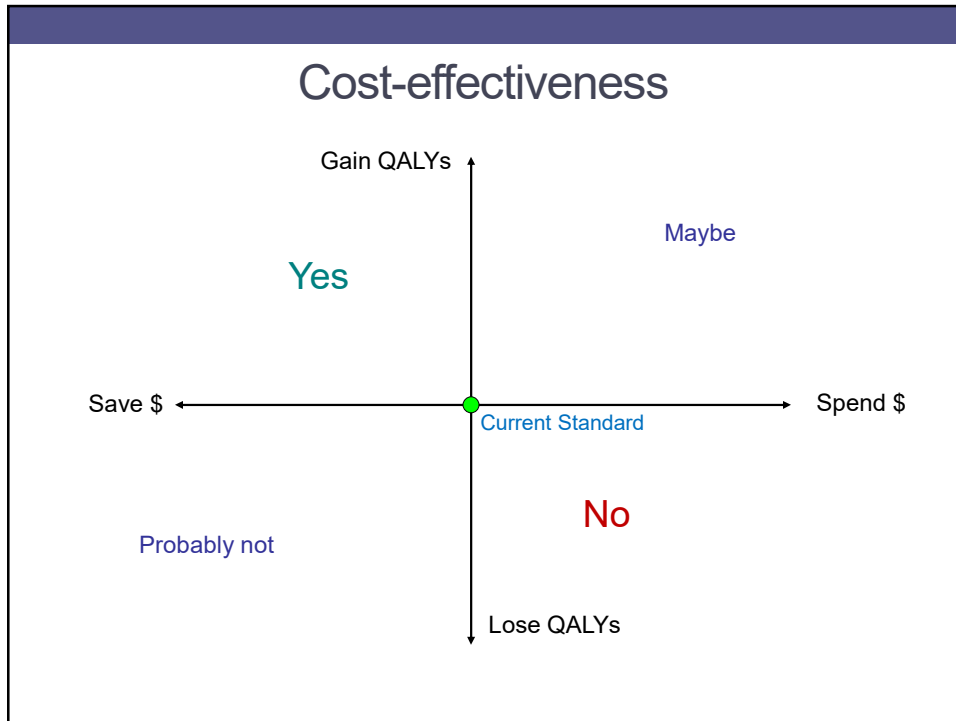 Cost-effectiveness
Gain QALYs
Maybe
Yes
Save $
Spend $
Current Standard
No
Probably not
Lose QALYs